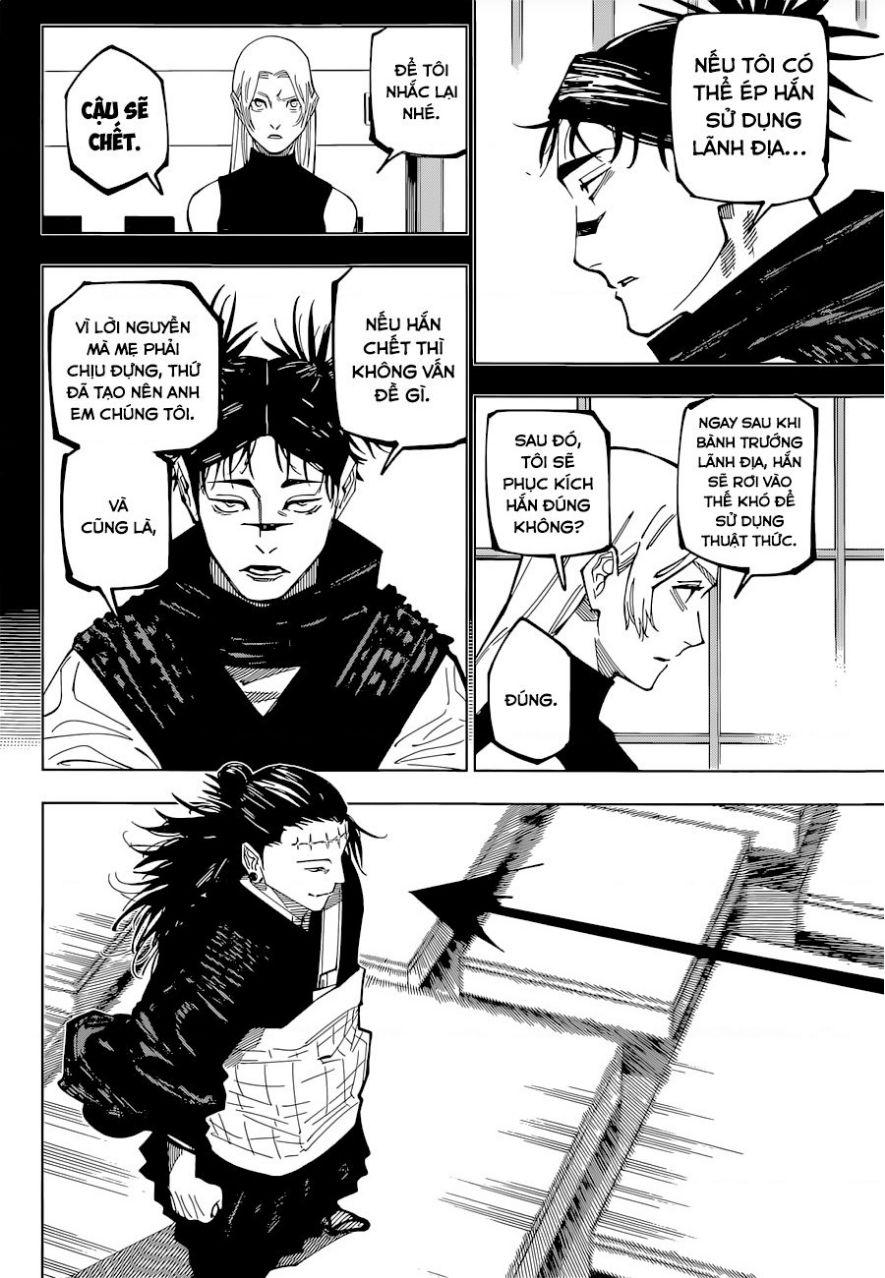 NẾU TÔI CÓ
THỂ ÉP HẮN
SỬ DỤNG
LÃNH ĐỊA...
ĐỂ TÔI
NHẮC LẠI
NHÉ.
CẬU SẼ
CHẾT.
NGAY SAU KHI
BÀNH TRƯỚNG
LÃNH ĐỊA, HẮN
SẼ RƠI VÀO
THẾ KHÓ ĐỂ
SỬ DỤNG
THUẬT THỨC.
SAU ĐÓ,
TÔI SẼ
PHỤC KÍCH
HẮN ĐÚNG
KHÔNG?
ĐÚNG.
NẾU HẮN
CHẾT THÌ
KHÔNG VẤN
ĐỀ GÌ.
VÌ LỜI NGUYỀN
MÀ MẸ PHẢI
CHỊU ĐỰNG, THỨ
ĐÃ TẠO NÊN ANH
EM CHÚNG TÔI.
VÀ
CŨNG LÀ,